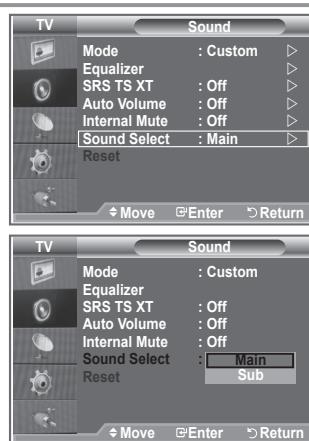 TV Sound
Mode : Custom
Equalizer
SRS TS XT : Off
Auto Volume : Off
Internal Mute : Off
Sound Select : Main
Reset
Move Enter Return
TV Sound
Mode : Custom
Equalizer
SRS TS XT : Off
Auto Volume : Off
Internal Mute : Off
Sound Select : Main
Reset Sub
Move Enter Return